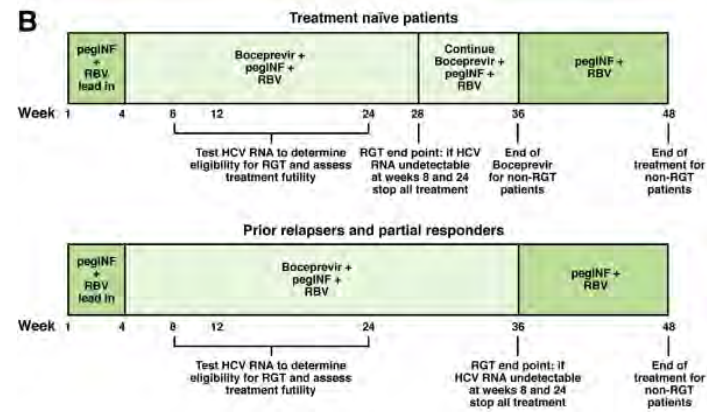 B
Treatment naïve patients
pegINF
+
RBV
lead in
Boceprevir +
pegINF +
RBV
Continue
Boceprevir +
pegINF +
RBV
pegINF +
RBV
Week 1 4 8 12 24 28 36 48
Test HCV RNA to determine
eligibility for RGT and assess
treatment futility
RGT end point: if HCV
RNA undetectable
at weeks 8 and 24
stop all treatment
End of
Boceprevir
for non-RGT
patients
End of
treatment for
non-RGT
patients
Prior relapsers and partial responders
pegINF
+
RBV
lead in
Boceprevir +
pegINF +
RBV
pegINF +
RBV
Week 1 4 8 12 24 36 48
Test HCV RNA to determine
eligibility for RGT and assess
treatment futility
RGT end point: if
HCV RNA undetectable
at weeks 8 and 24
stop all treatment
End of
treatment for
non-RGT
patients